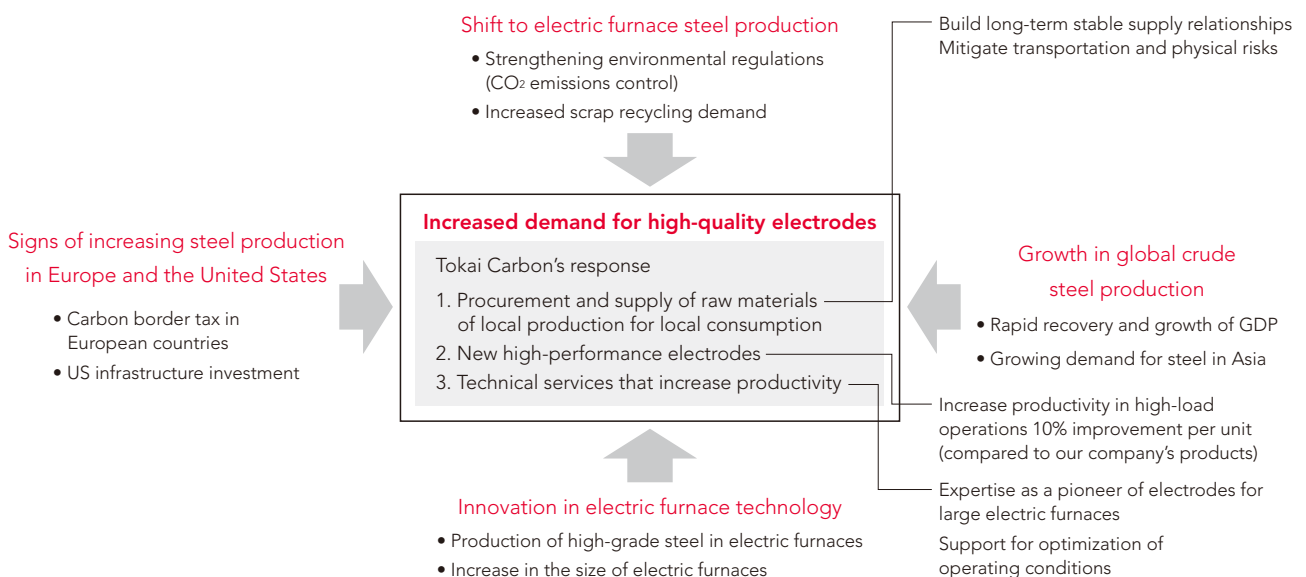 Shift to electric furnace steel production
• Strengthening environmental regulations
(CO2 emissions control)
• Increased scrap recycling demand
Build long-term stable supply relationships
Mitigate transportation and physical risks
Signs of increasing steel production
in Europe and the United States
• Carbon border tax in
European countries
• US infrastructure investment
Increased demand for high-quality electrodes
Tokai Carbon’s response
1. Procurement and supply of raw materials
of local production for local consumption
2. New high-performance electrodes
3. Technical services that increase productivity
Growth in global crude
steel production
• Rapid recovery and growth of GDP
• Growing demand for steel in Asia
Increase productivity in high-load
operations 10% improvement per unit
(compared to our company’s products)
Expertise as a pioneer of electrodes for
large electric furnaces
Support for optimization of
operating conditions
Innovation in electric furnace technology
• Production of high-grade steel in electric furnaces
• Increase in the size of electric furnaces